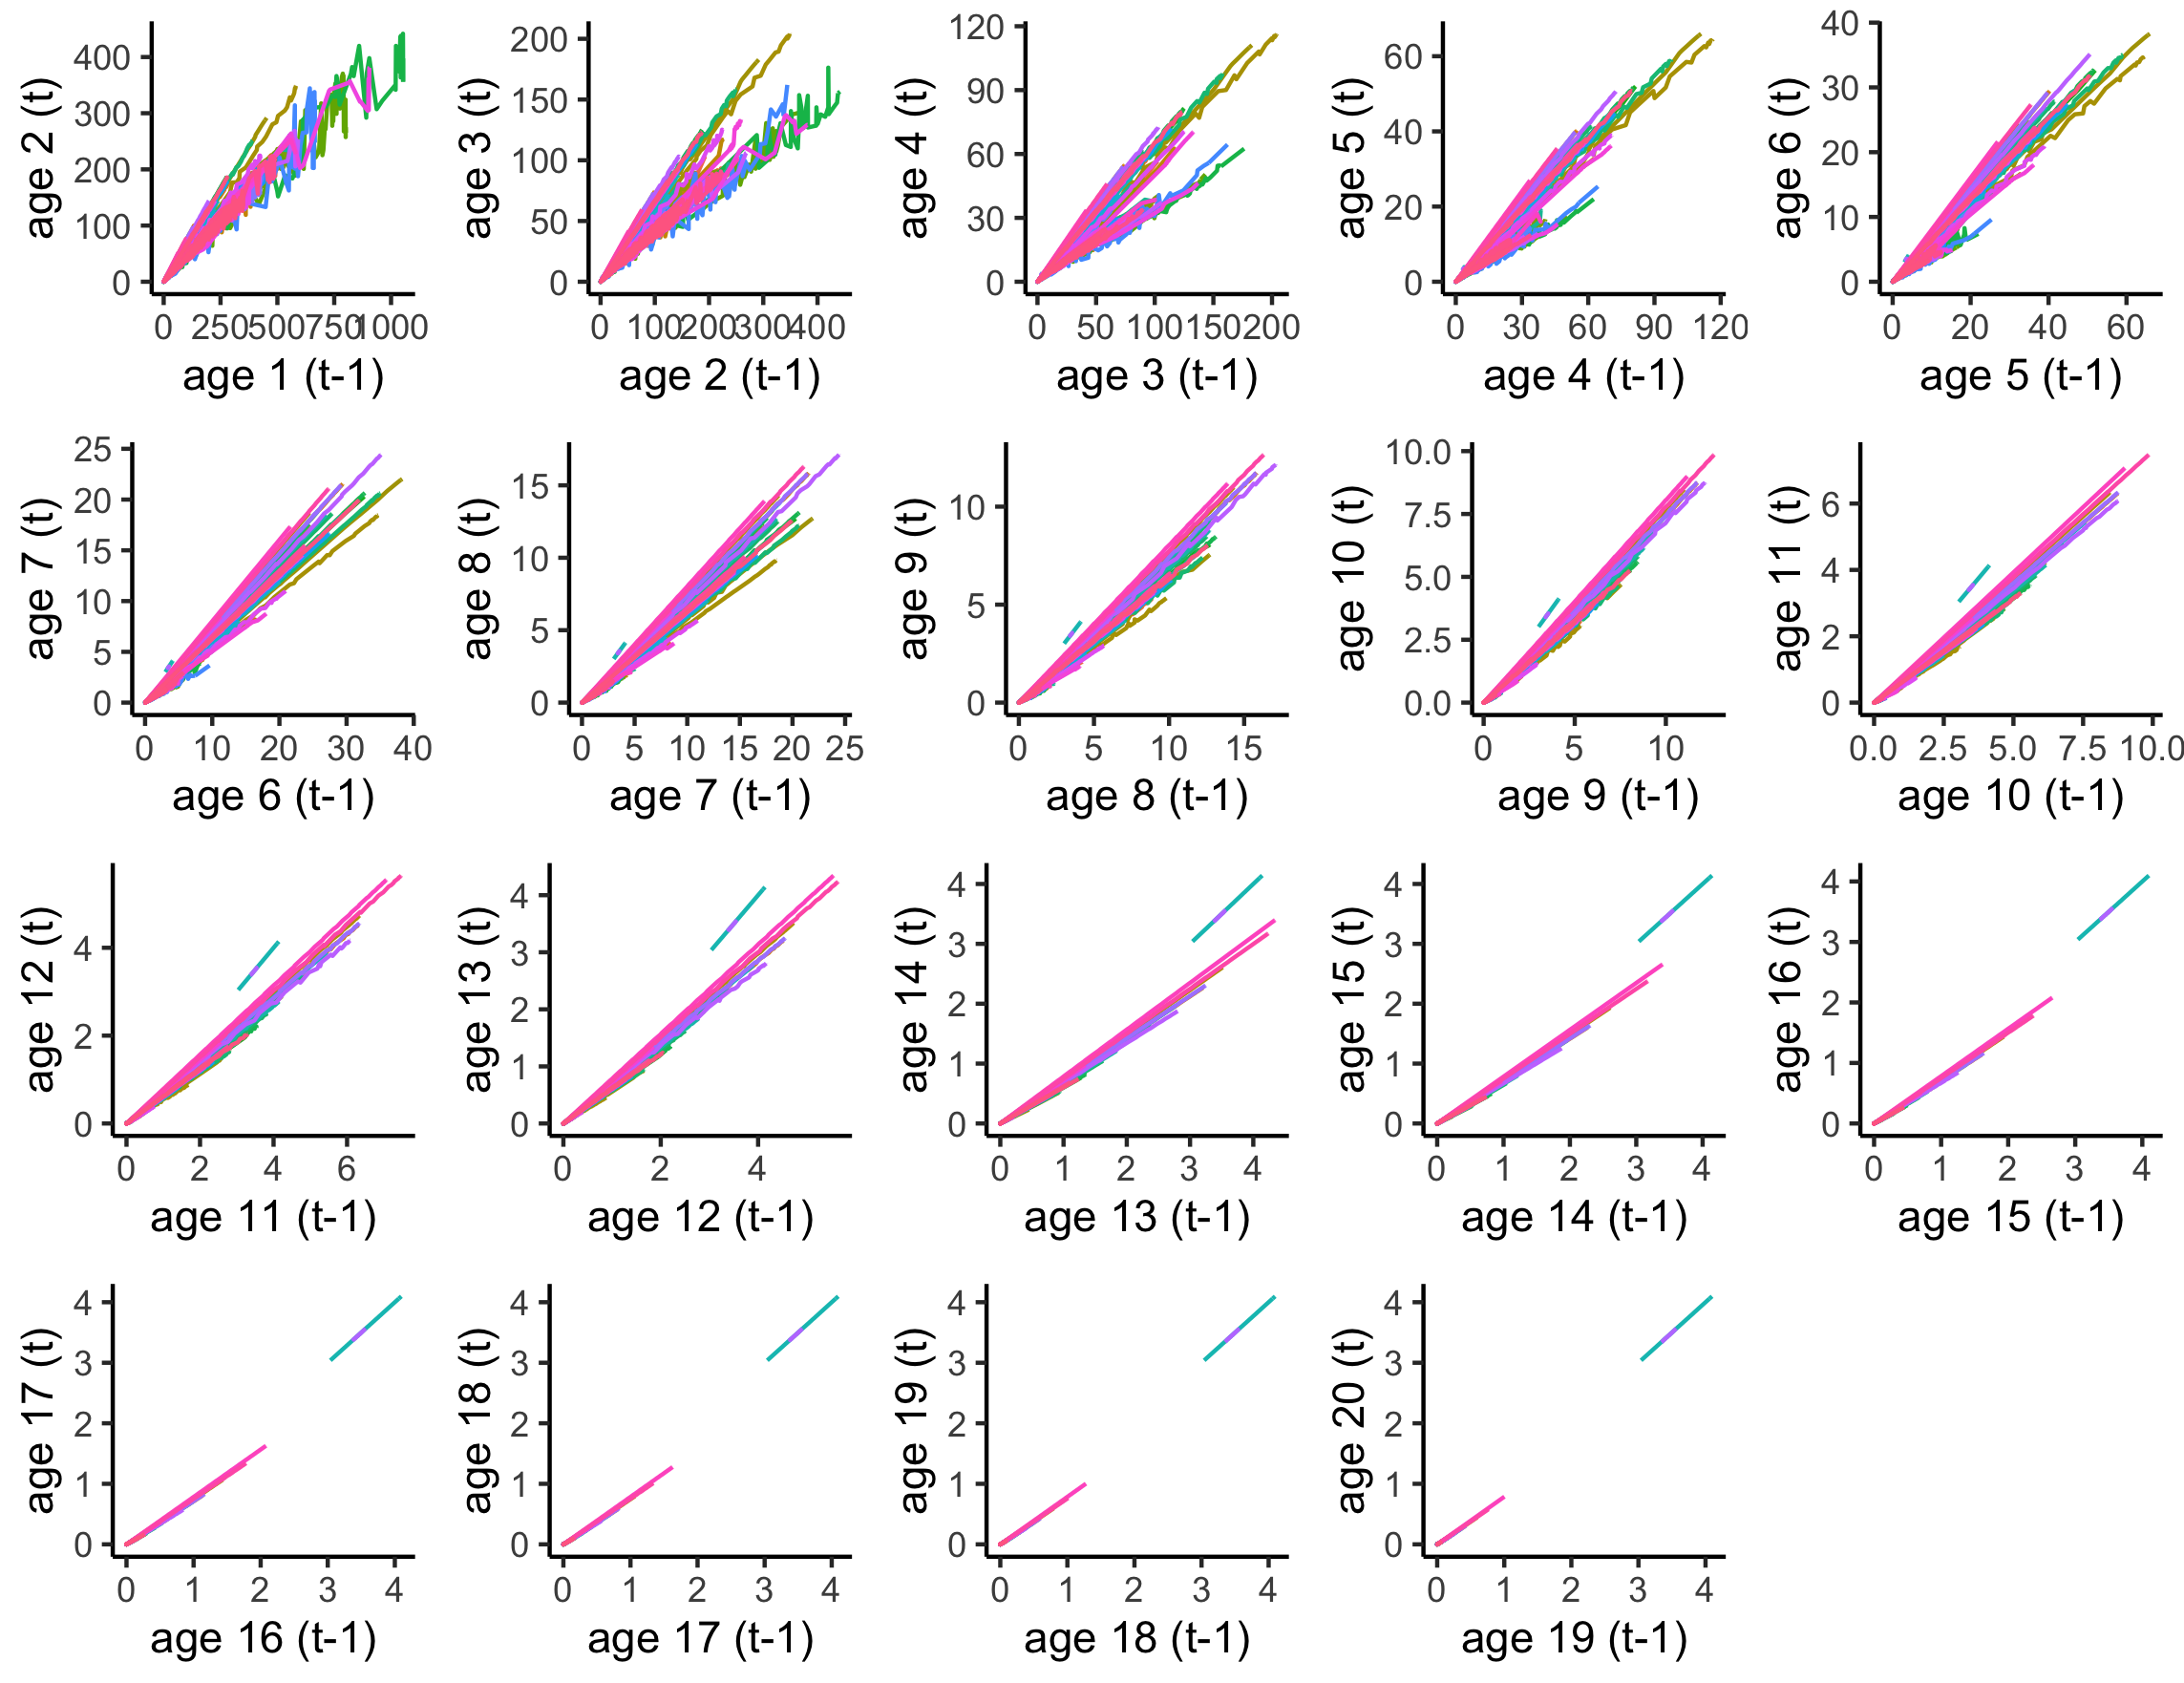 age 2 (t)
400
300
200
100
0
0 250 500 750 1000
age 1 (t-1)
age 3 (t)
200
150
100
50
0
0 100 200 300 400
age 2 (t-1)
age 4 (t)
120
90
60
30
0
0 50 100 150 200
age 3 (t-1)
age 5 (t)
60
40
20
0
0 30 60 90 120
age 4 (t-1)
age 6 (t)
40
30
20
10
0
0 20 40 60
age 5 (t-1)
age 7 (t)
25
20
15
10
5
0
0 10 20 30 40
age 6 (t-1)
age 8 (t)
15
10
5
0
0 5 10 15 20 25
age 7 (t-1)
age 9 (t)
10
5
0
0 5 10 15
age 8 (t-1)
age 10 (t)
10.0
7.5
5.0
2.5
0.0
0 5 10
age 9 (t-1)
age 11 (t)
6
4
2
0
0.0 2.5 5.0 7.5 10.0
age 10 (t-1)
age 12 (t)
4
2
0
0 2 4 6
age 11 (t-1)
age 13 (t)
4
3
2
1
0
0 2 4
age 12 (t-1)
age 14 (t)
4
3
2
1
0
0 1 2 3 4
age 13 (t-1)
age 15 (t)
4
3
2
1
0
0 1 2 3 4
age 14 (t-1)
age 16 (t)
4
3
2
1
0
0 1 2 3 4
age 15 (t-1)
age 17 (t)
4
3
2
1
0
0 1 2 3 4
age 16 (t-1)
age 18 (t)
4
3
2
1
0
0 1 2 3 4
age 17 (t-1)
age 19 (t)
4
3
2
1
0
0 1 2 3 4
age 18 (t-1)
age 20 (t)
4
3
2
1
0
0 1 2 3 4
age 19 (t-1)